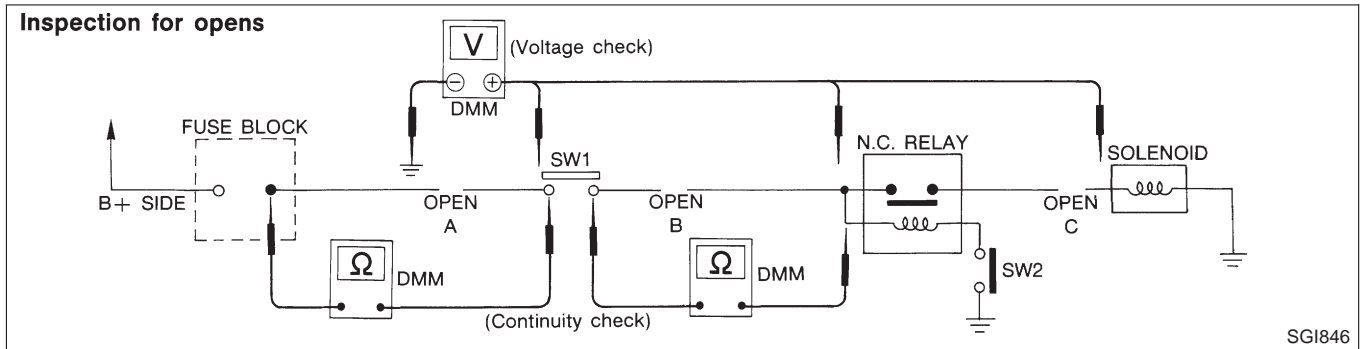 Inspection for opens
V
(Voltage check)
− +
DMM
FUSE BLOCK
N.C. RELAY
SW1
SOLENOID
B+ SIDE
OPEN
A
OPEN
B
OPEN
C
Ω
DMM
Ω
DMM
SW2
(Continuity check)
SGI846